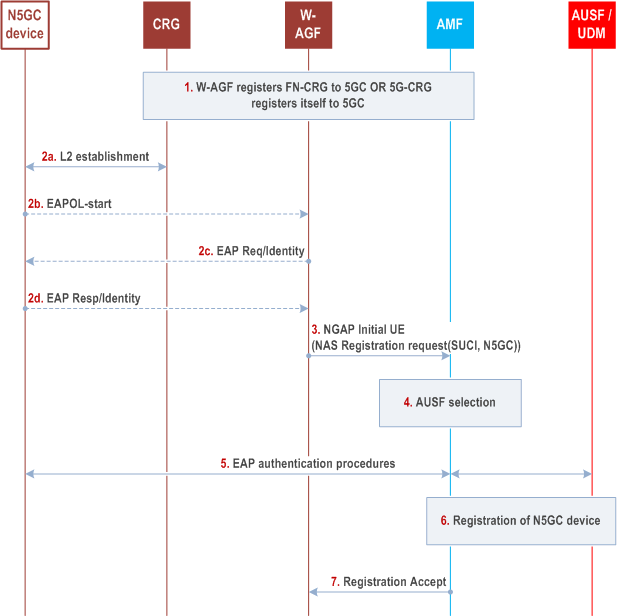 N5GC
device
CRG
W-
AGF
AMF
AUSF /
UDM
1. W-AGF registers FN-CRG to 5GC OR 5G-CRG
registers itself to 5GC
2a. L2 establishment
2b. EAPOL-start
2c. EAP Req/Identity
2d. EAP Resp/Identity
3. NGAP Initial UE
(NAS Registration request(SUCI, N5GC))
4. AUSF selection
5. EAP authentication procedures
6. Registration of N5GC device
7. Registration Accept